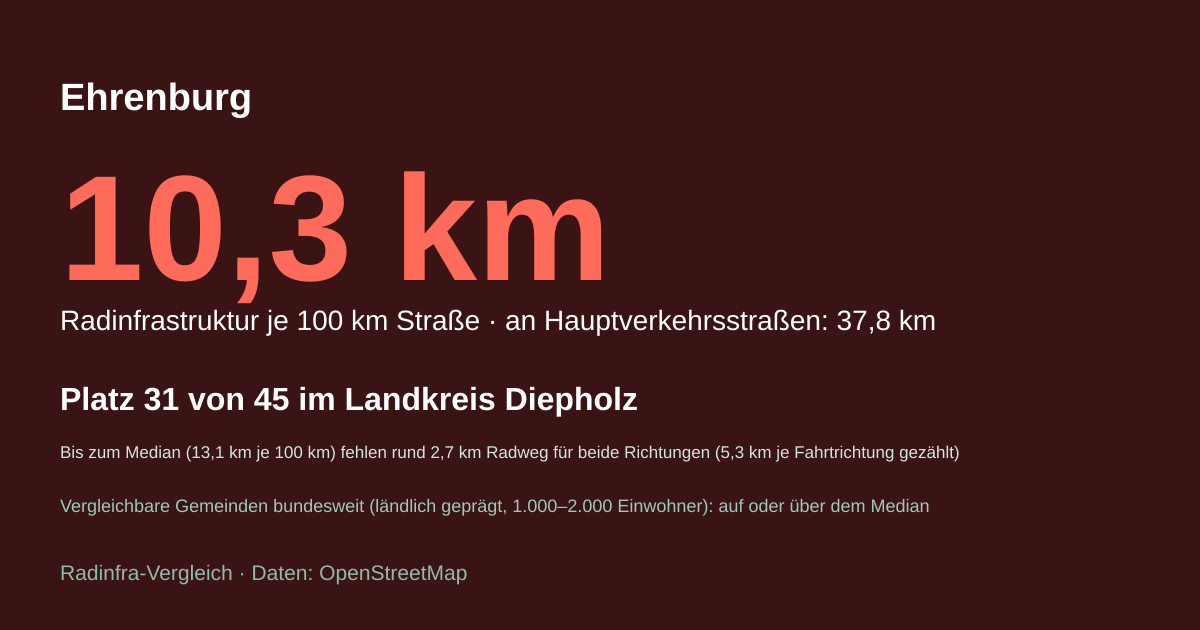 Ehrenburg
10,3 km
Radinfrastruktur je 100 km Straße · an Hauptverkehrsstraßen: 37,8 km
Platz 31 von 45 im Landkreis Diepholz
Bis zum Median (13,1 km je 100 km) fehlen rund 2,7 km Radweg für beide Richtungen (5,3 km je Fahrtrichtung gezählt)
Vergleichbare Gemeinden bundesweit (ländlich geprägt, 1.000–2.000 Einwohner): auf oder über dem Median
Radinfra-Vergleich · Daten: OpenStreetMap